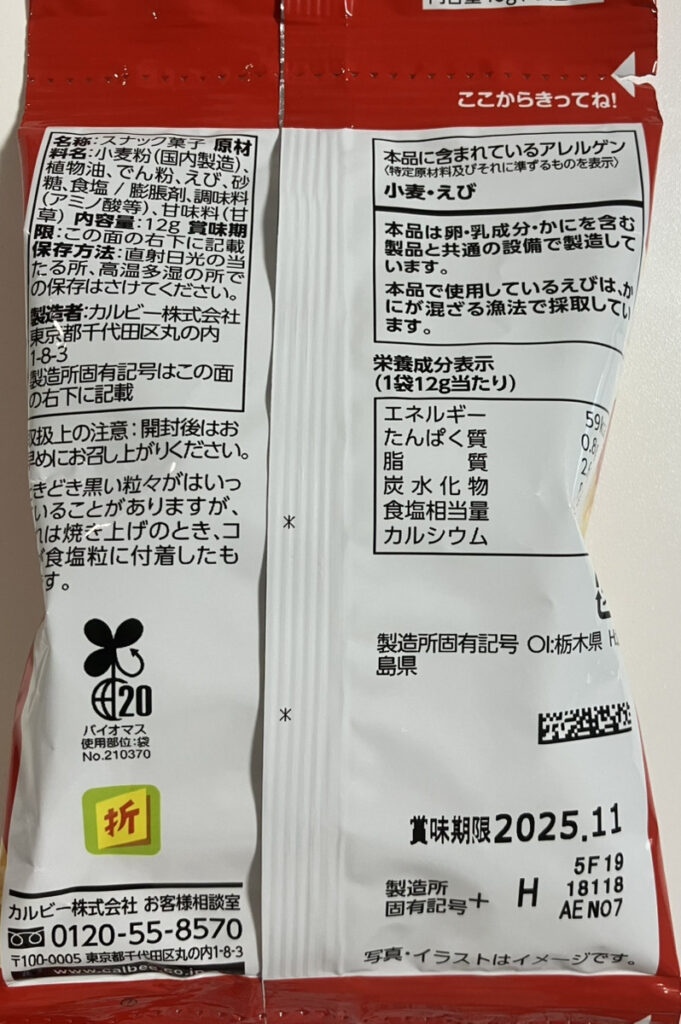 ここからきってね!
名称:スナック菓子 原材
料名:小麦粉(国内製造)、
植物油、でん粉、えび、砂
糖、食塩 / 膨脹剤、調味料
(アミノ酸等)、甘味料(甘
草) 内容量:12g 賞味期
限:この面の右下に記載
保存方法:直射日光の当
たる所、高温多湿の所で
の保存はさけてください。
製造者:カルビー株式会社
東京都千代田区丸の内
1-8-3
製造所固有記号はこの面
の右下に記載
取扱上の注意:開封後はお
早めにお召し上がりください。
きどき黒い粒々がはいっ
いることがありますが、
れは焼き上げのとき、コ
食塩粒に付着したも
す。
20
バイオマス
使用部位:袋
No.210370
折
カルビー株式会社 お客様相談室
0120-55-8570
〒100-0005 東京都千代田区丸の内1-8-3
www.calbee.co.jp
本品に含まれているアレルゲン
〈特定原材料及びそれに準ずるものを表示〉
小麦・えび
本品は卵・乳成分・かにを含む
製品と共通の設備で製造して
います。
本品で使用しているえびは、か
にが混ざる漁法で採取してい
ます。
栄養成分表示
(1袋12g当たり)
エネルギー 59
たんぱく質 0.8
脂質
炭水化物
食塩相当量
カルシウム
製造所固有記号 OI:栃木県
島県
賞味期限2025.11
5F19
製造所
固有記号+ H 18118
AEN07
写真・イラストはイメージです。